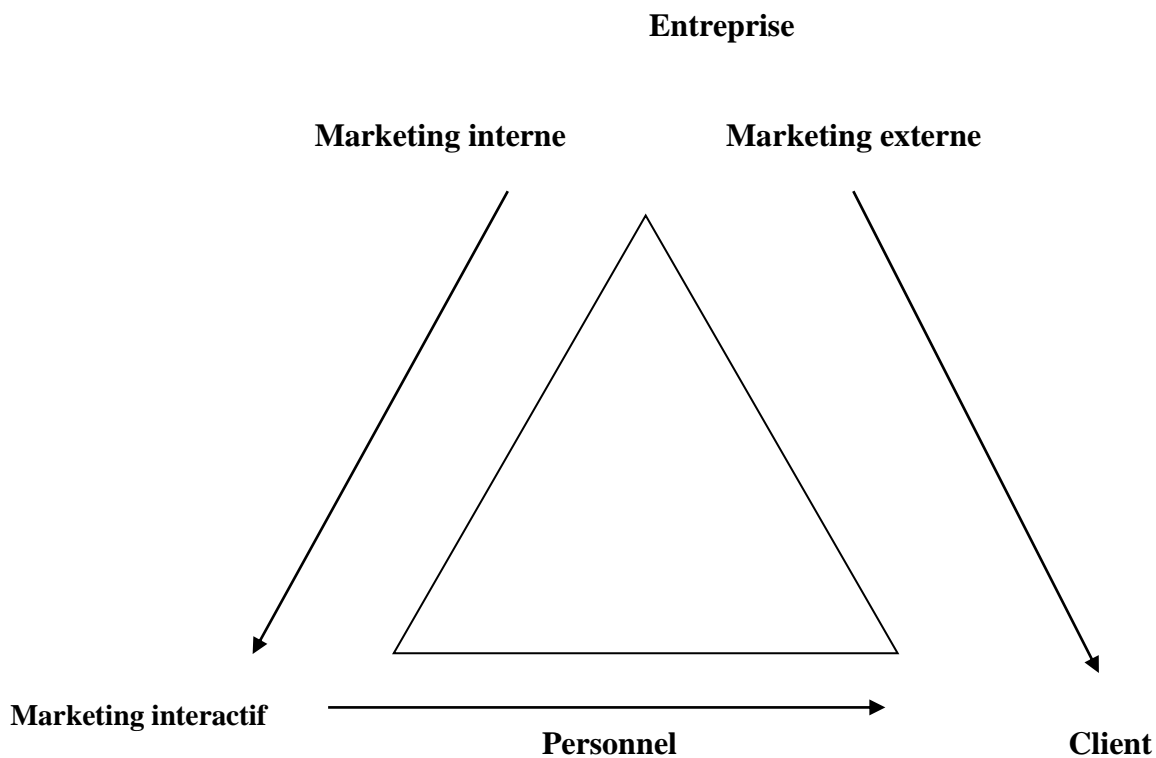 Entreprise
Marketing interne Marketing externe
Marketing interactif
Personnel Client